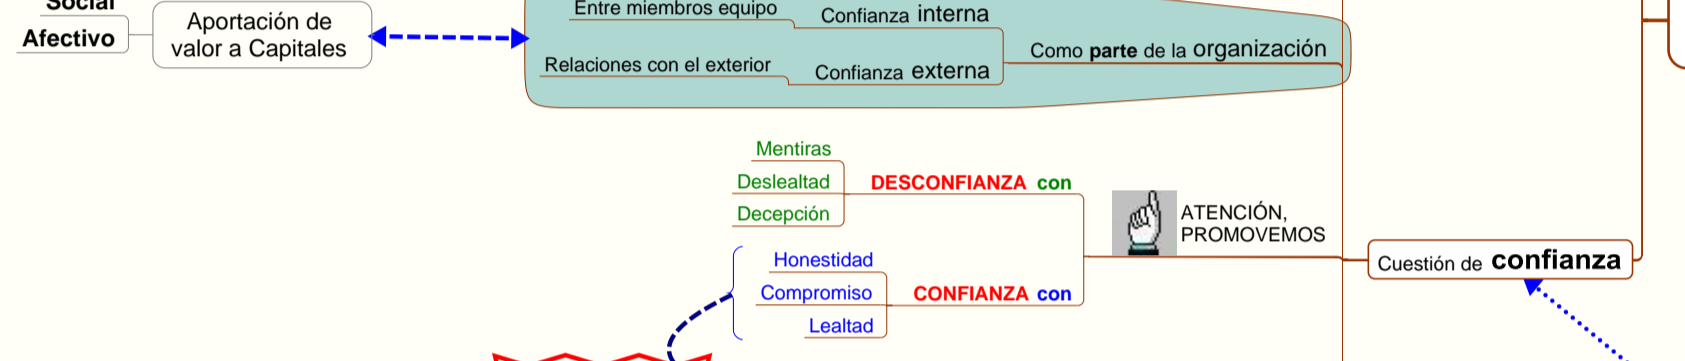 Social
Afectivo
Aportación de
valor a Capitales
Entre miembros equipo
Confianza interna
Relaciones con el exterior
Confianza externa
Como parte de la organización
Mentiras
Deslealtad
Decepción
DESCONFIANZA con
Honestidad
Compromiso
Lealtad
CONFIANZA con
ATENCIÓN,
PROMOVEMOS
Cuestión de confianza